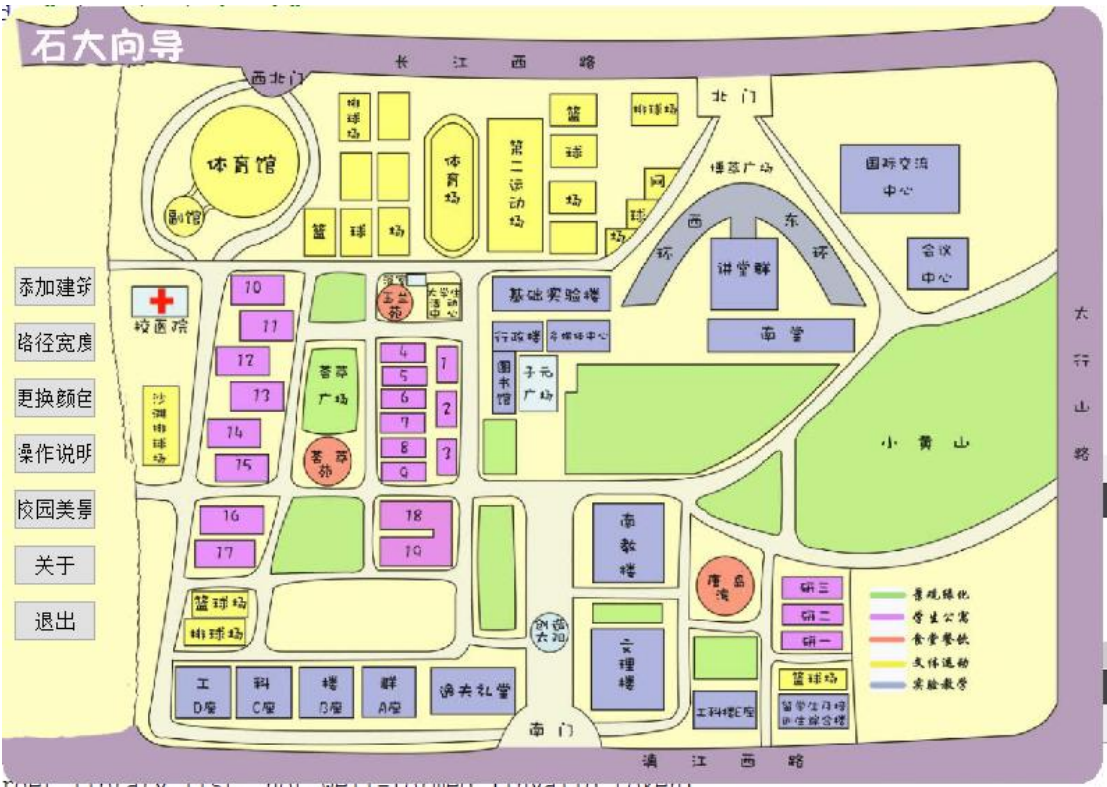 石大向导
长江西路
西北门
北门
体育馆
副馆
排球场
体育场
第二运动场
篮
球
场
排球场
网
球
场
篮
球
场
博萃广场
西
环
东
环
讲堂群
国际交流
中心
会议
中心
添加建筑
校医院
10
11
12
13
14
15
玉兰苑
大学生
活动
中心
基础实验楼
行政楼
多媒体中心
南堂
图书馆
子元
广场
路径宽度
更换颜色
操作说明
校园美景
关于
退出
沙滩排球场
荟萃
广场
荟萃苑
4
5
6
7
8
9
1
2
3
小黄山
大行山路
16
17
18
19
南教楼
唐岛湾
研三
研二
研一
篮球场
排球场
创造太阳
文理楼
景观绿化
学生公寓
食堂餐饮
文体运动
实验教学
工
D座
科
C座
楼
B座
群
A座
逸夫礼堂
工科楼E座
篮球场
南门
漓江西路